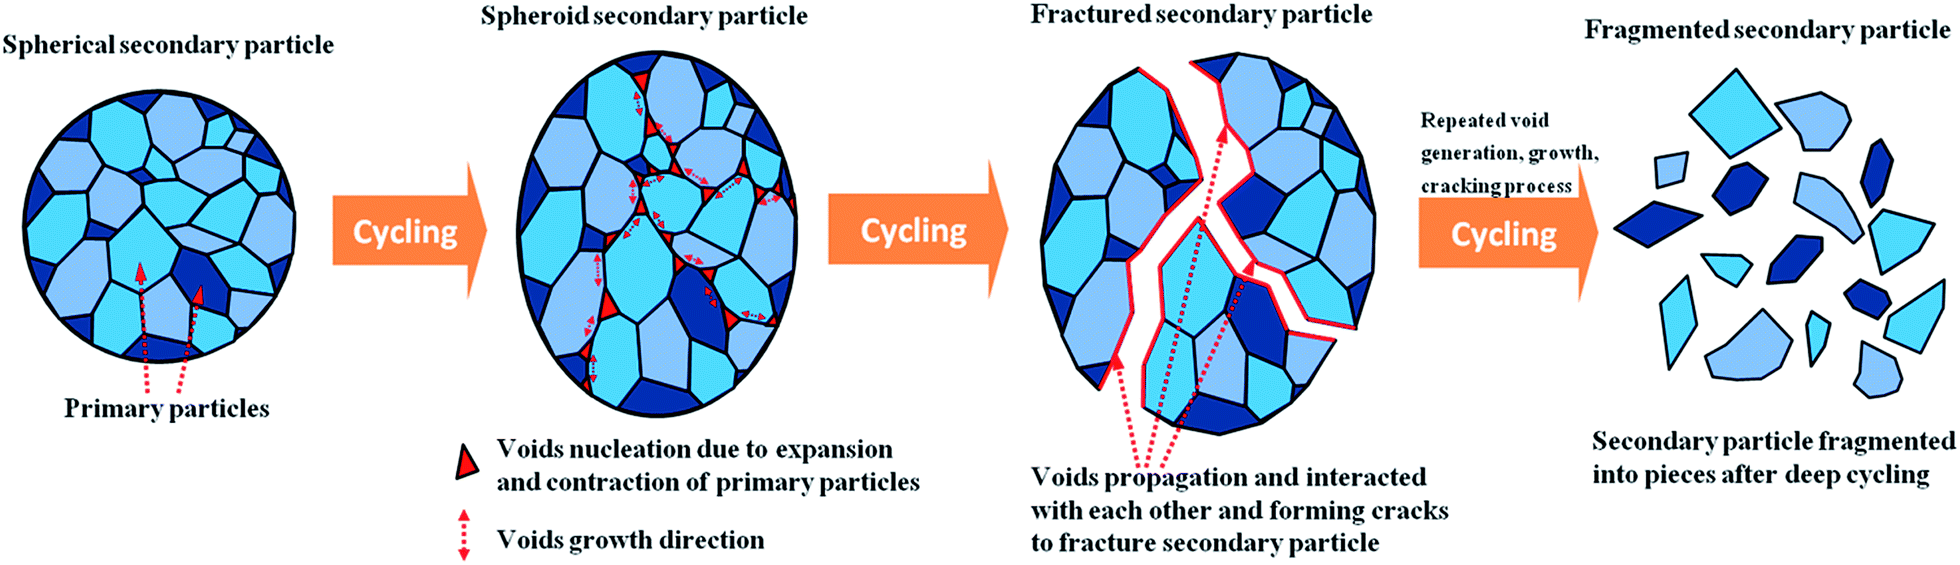 Spherical secondary particle
Primary particles
Cycling
Spheroid secondary particle
Voids nucleation due to expansion
and contraction of primary particles
Voids growth direction
Cycling
Fractured secondary particle
Voids propagation and interacted
with each other and forming cracks
to fracture secondary particle
Repeated void
generation, growth,
cracking process
Cycling
Fragmented secondary particle
Secondary particle fragmented
into pieces after deep cycling